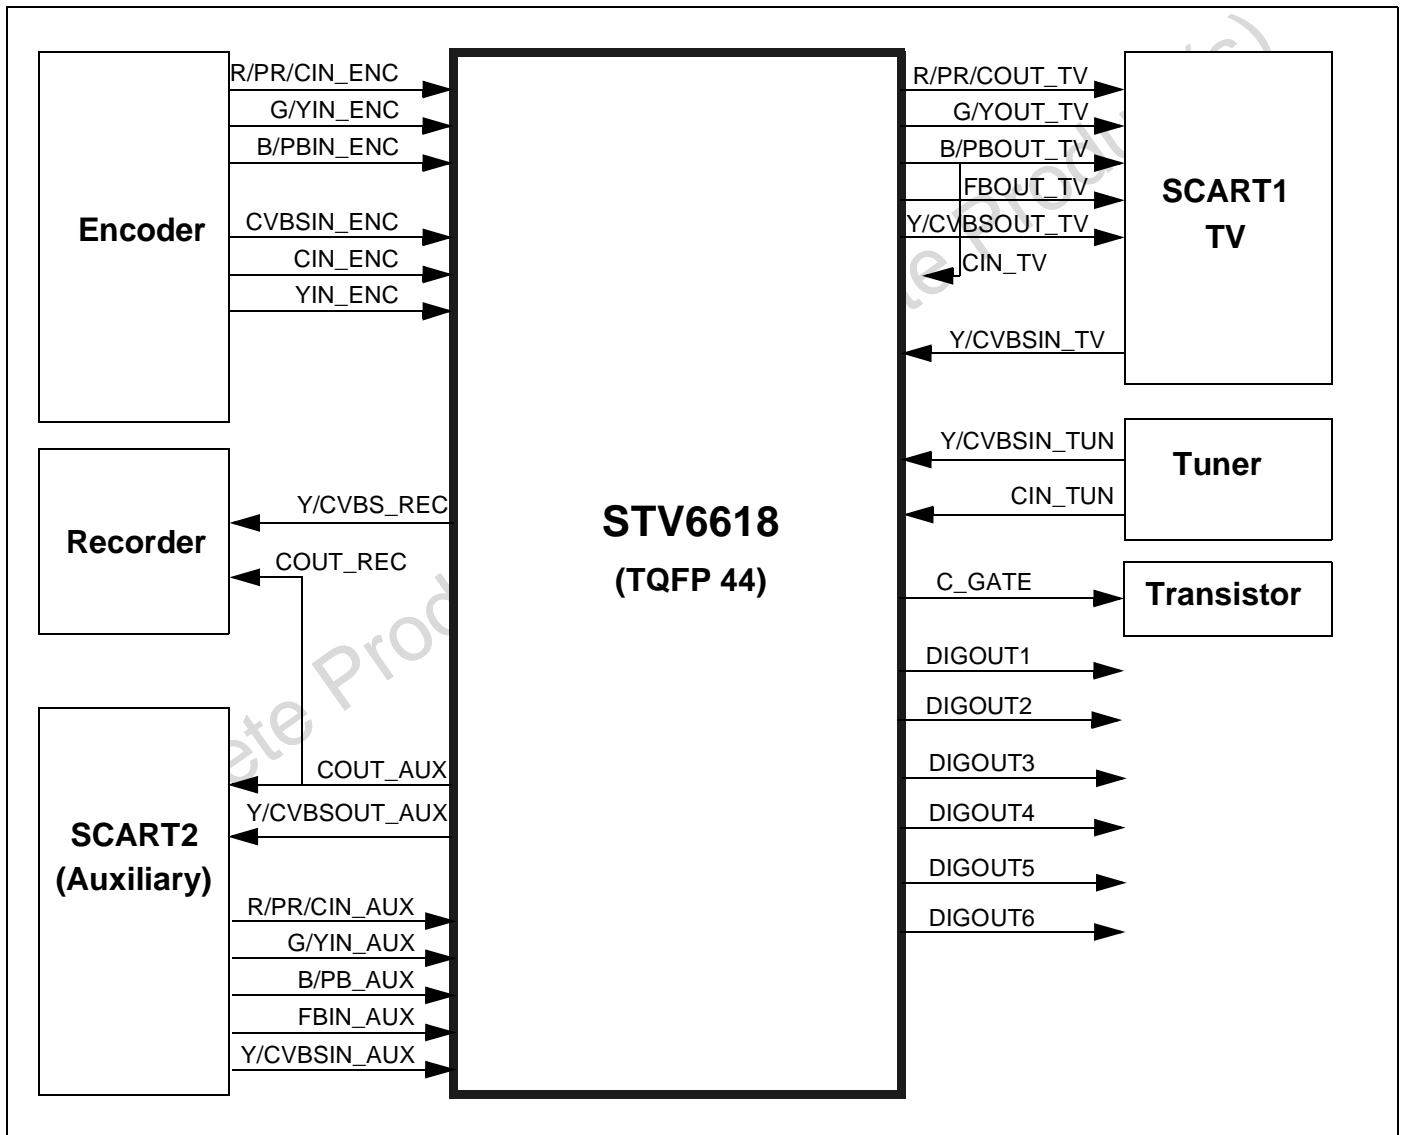 Encoder
R/PR/CIN_ENC
G/YIN_ENC
B/PBIN_ENC
CVBSIN_ENC
CIN_ENC
YIN_ENC
Recorder
Y/CVBS_REC
COUT_REC
SCART2
(Auxiliary)
COUT_AUX
Y/CVBSOUT_AUX
R/PR/CIN_AUX
G/YIN_AUX
B/PB_AUX
FBIN_AUX
Y/CVBSIN_AUX
STV6618
(TQFP 44)
R/PR/COUT_TV
G/YOUT_TV
B/PBOUT_TV
FBOUT_TV
Y/CVBSOUT_TV
CIN_TV
Y/CVBSIN_TV
SCART1
TV
Y/CVBSIN_TUN
CIN_TUN
Tuner
C_GATE
Transistor
DIGOUT1
DIGOUT2
DIGOUT3
DIGOUT4
DIGOUT5
DIGOUT6